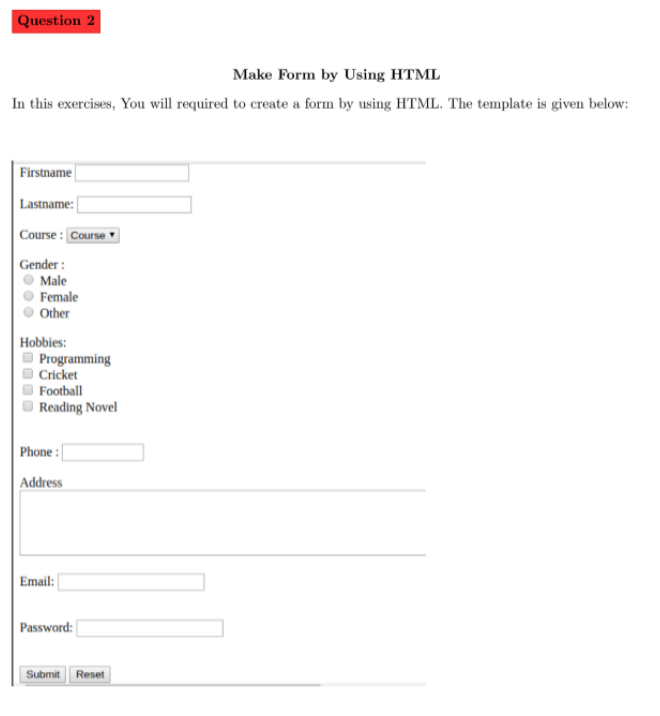 Question 2
Make Form by Using HTML
In this exercises, You will required to create a form by using HTML. The template is given below:
Firstname
Lastname:
Course : Course
Gender :
Male
Female
Other
Hobbies:
Programming
Cricket
Football
Reading Novel
Phone :
Address
Email:
Password:
Submit Reset